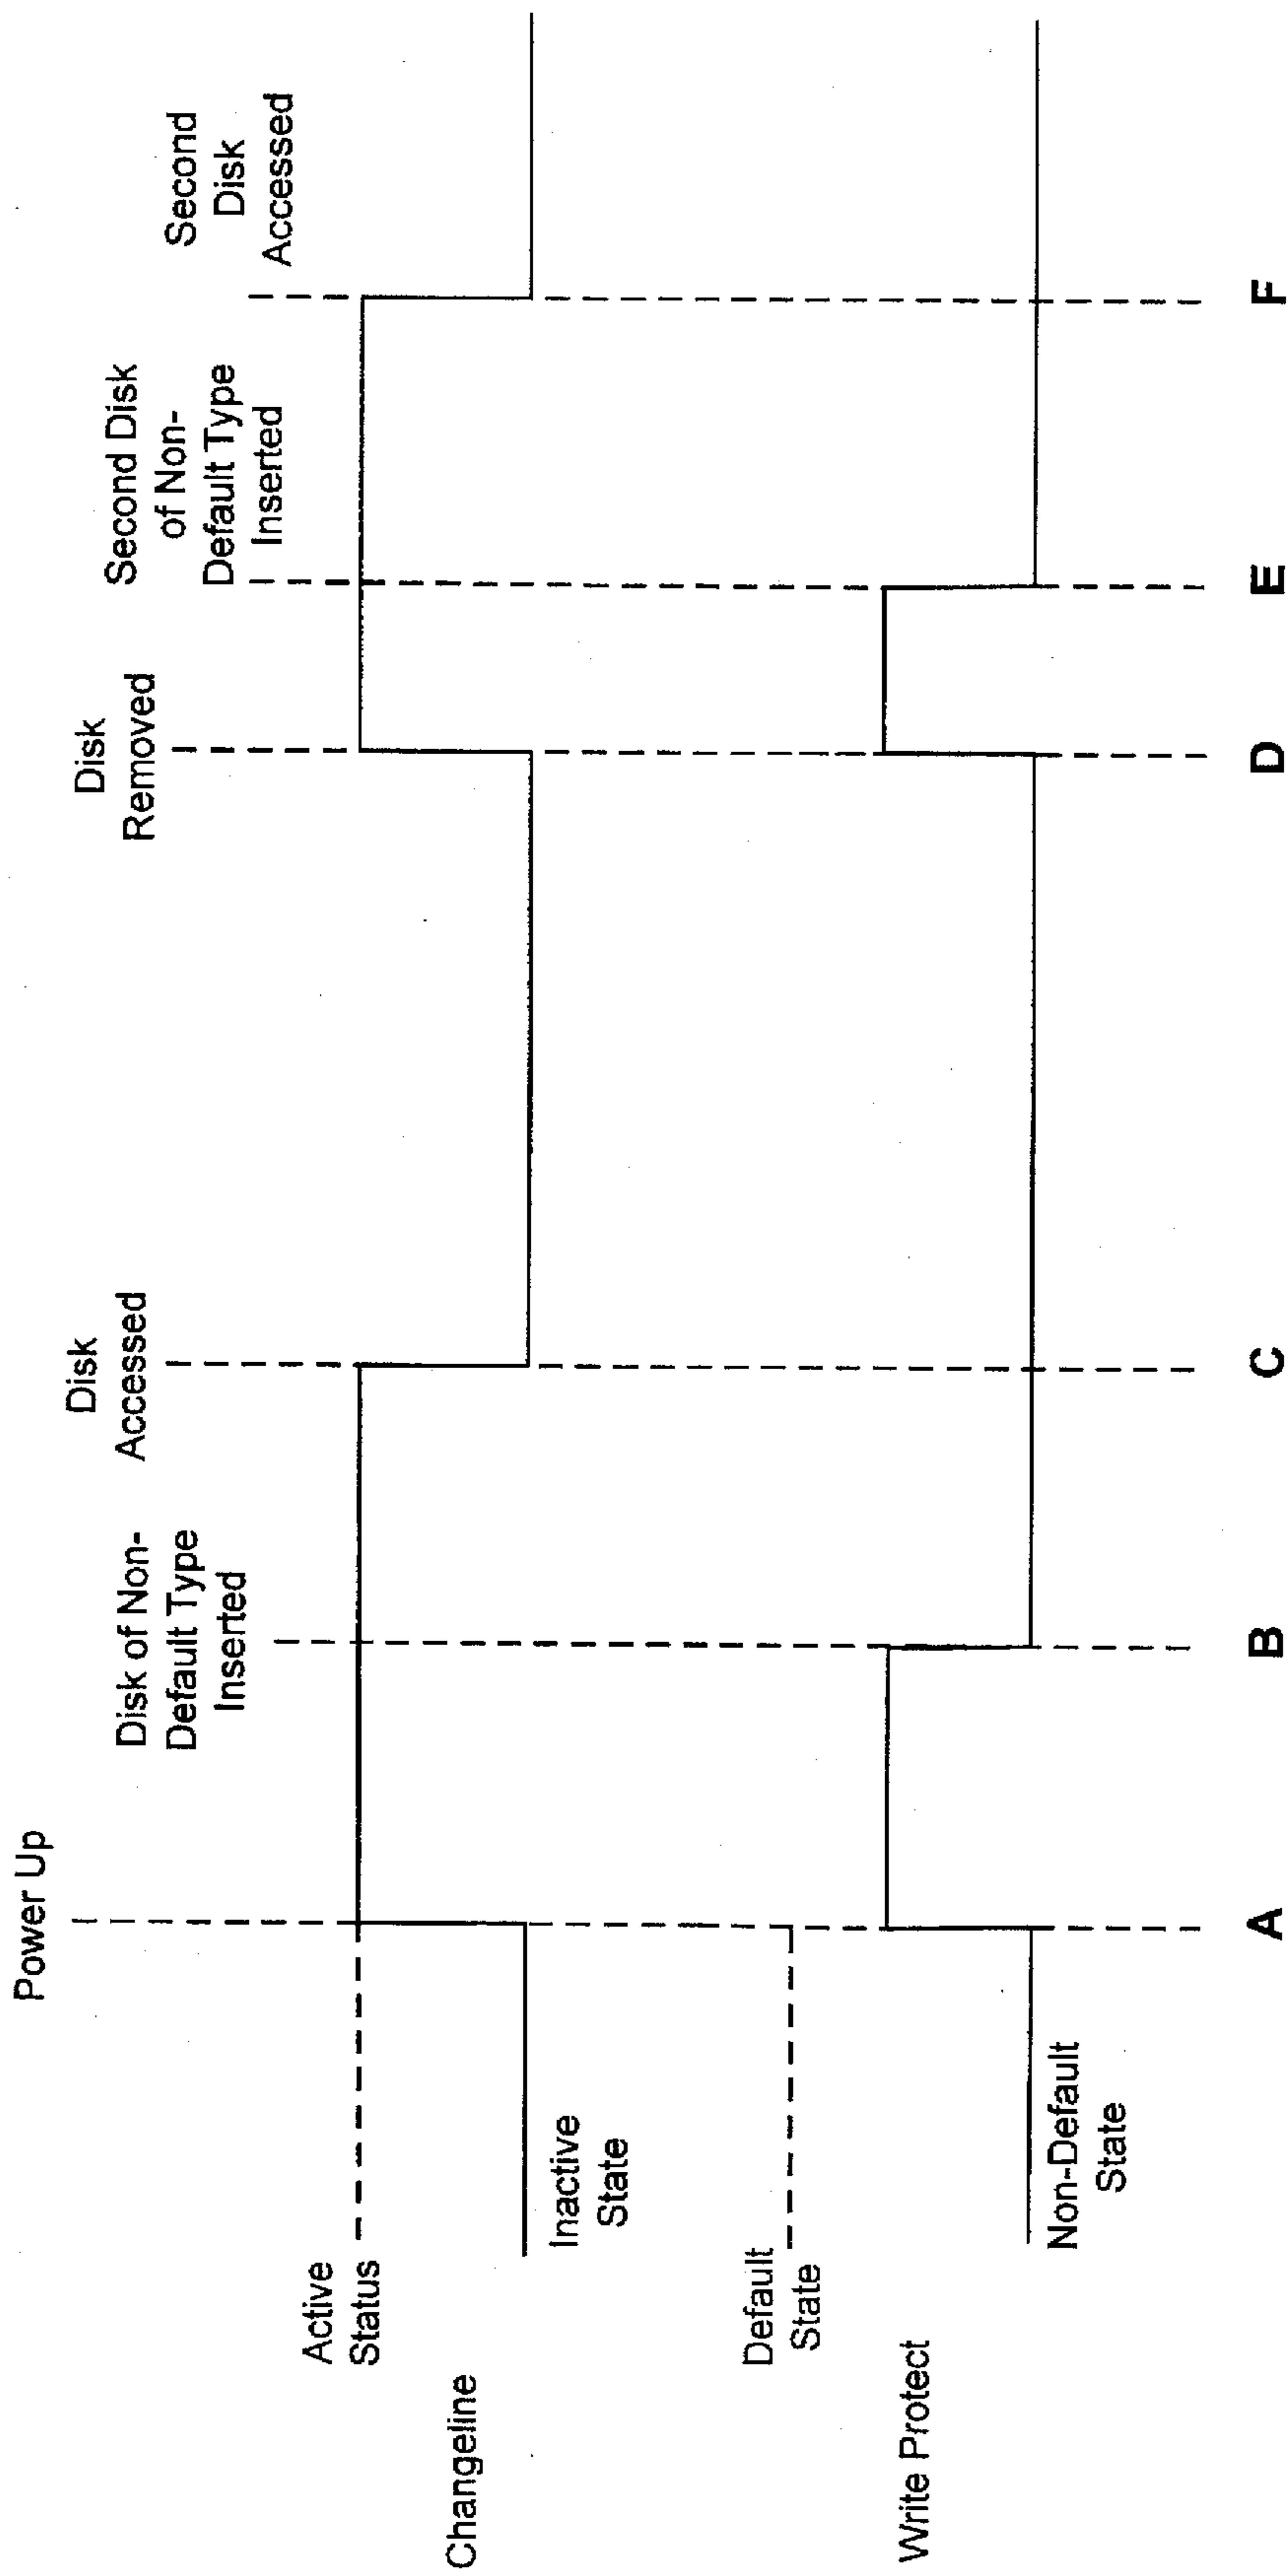 Power Up
Disk of Non-
Default Type
Inserted
Disk
Accessed
Disk
Removed
Second Disk
of Non-
Default Type
Inserted
Second
Disk
Accessed
Active
Status
Changeline
Inactive
State
Default
State
Write Protect
Non-Default
State
A
B
C
D
E
F